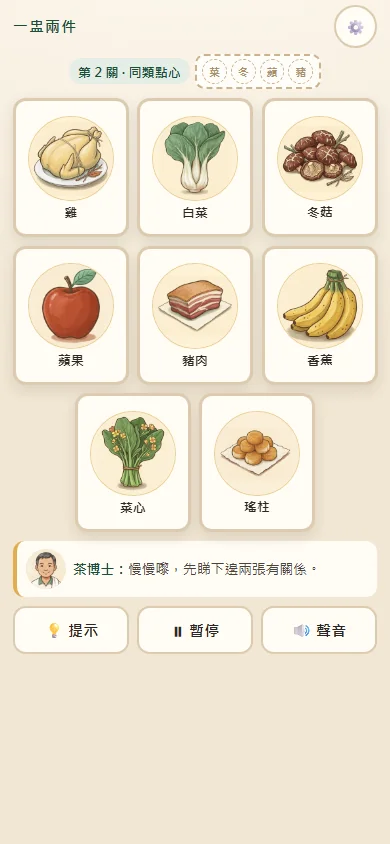 一盅兩件
第 2 關 · 同類點心
菜 冬 蘋 豬
雞 白菜 冬菇
蘋果 豬肉 香蕉
菜心 瑤柱
茶博士：慢慢嚟，先睇下邊兩張有關係。
提示 暫停 聲音